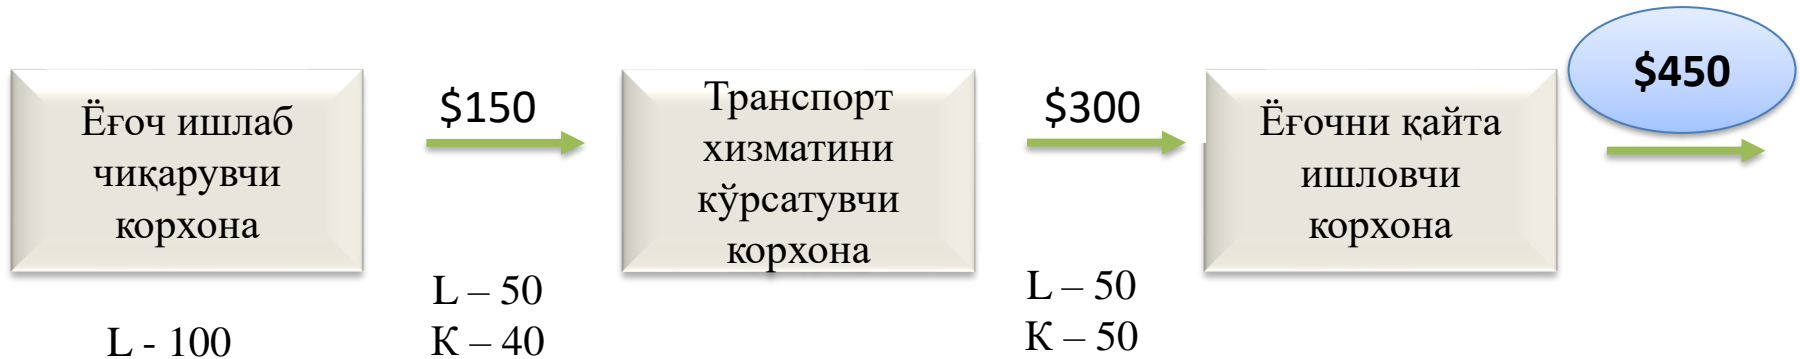 Ёғоч ишлаб
чиқарувчи
корхона
$150
Транспорт
хизматини
кўрсатувчи
корхона
$300
Ёғочни қайта
ишловчи
корхона
$450
L - 100
L – 50
К – 40
L – 50
К – 50